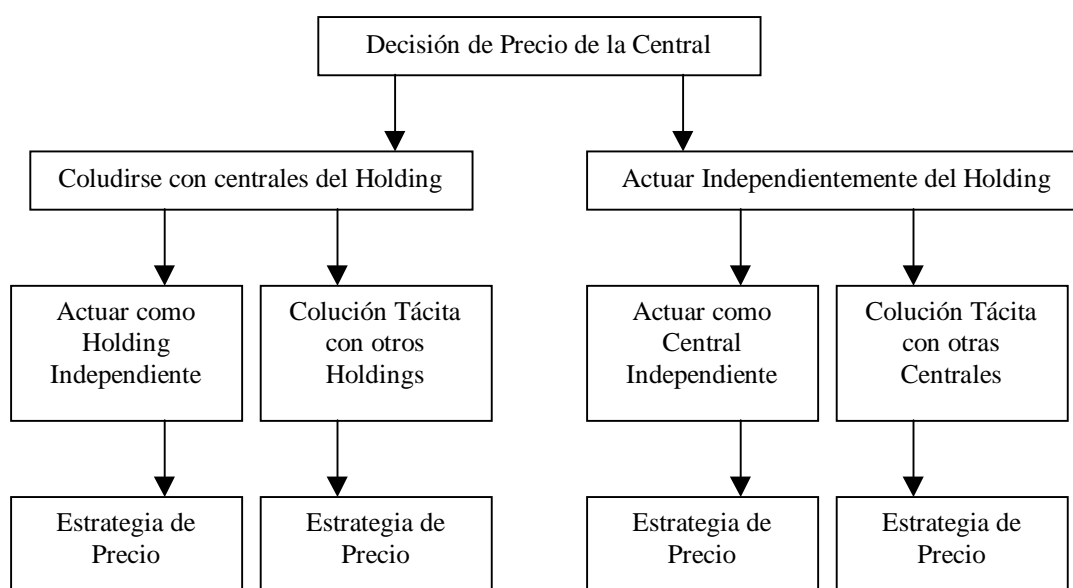 Decisión de Precio de la Central
Coludirse con centrales del Holding
Actuar Independientemente del Holding
Actuar como
Holding
Independiente
Colución Tácita
con otros
Holdings
Actuar como
Central
Independiente
Colución Tácita
con otras
Centrales
Estrategia de
Precio
Estrategia de
Precio
Estrategia de
Precio
Estrategia de
Precio